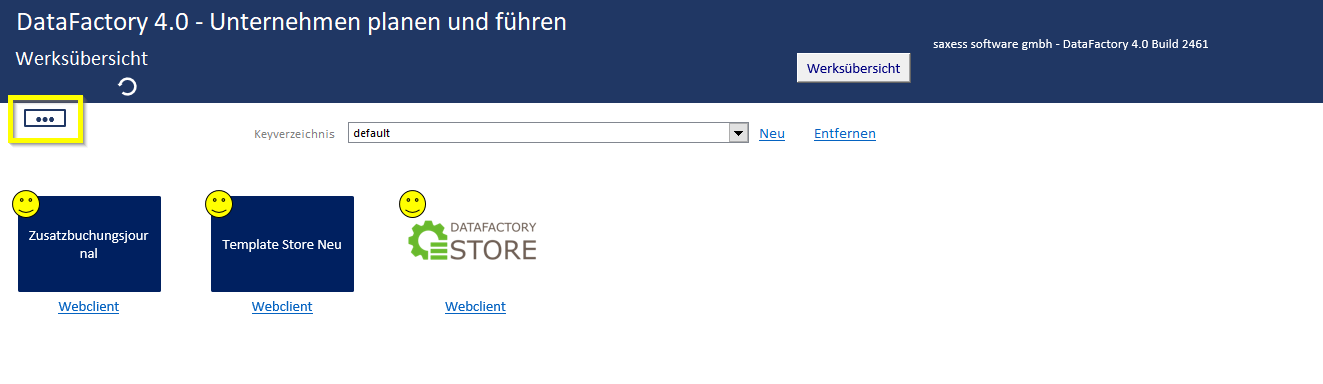 DataFactory 4.0 - Unternehmen planen und führen
Werksübersicht
Werksübersicht
saxess software gmbh - DataFactory 4.0 Build 2461
Keyverzeichnis
default
Neu
Entfernen
Zusatzbuchungsjour
nal
Template Store Neu
DATAFACTORY
STORE
Webclient
Webclient
Webclient